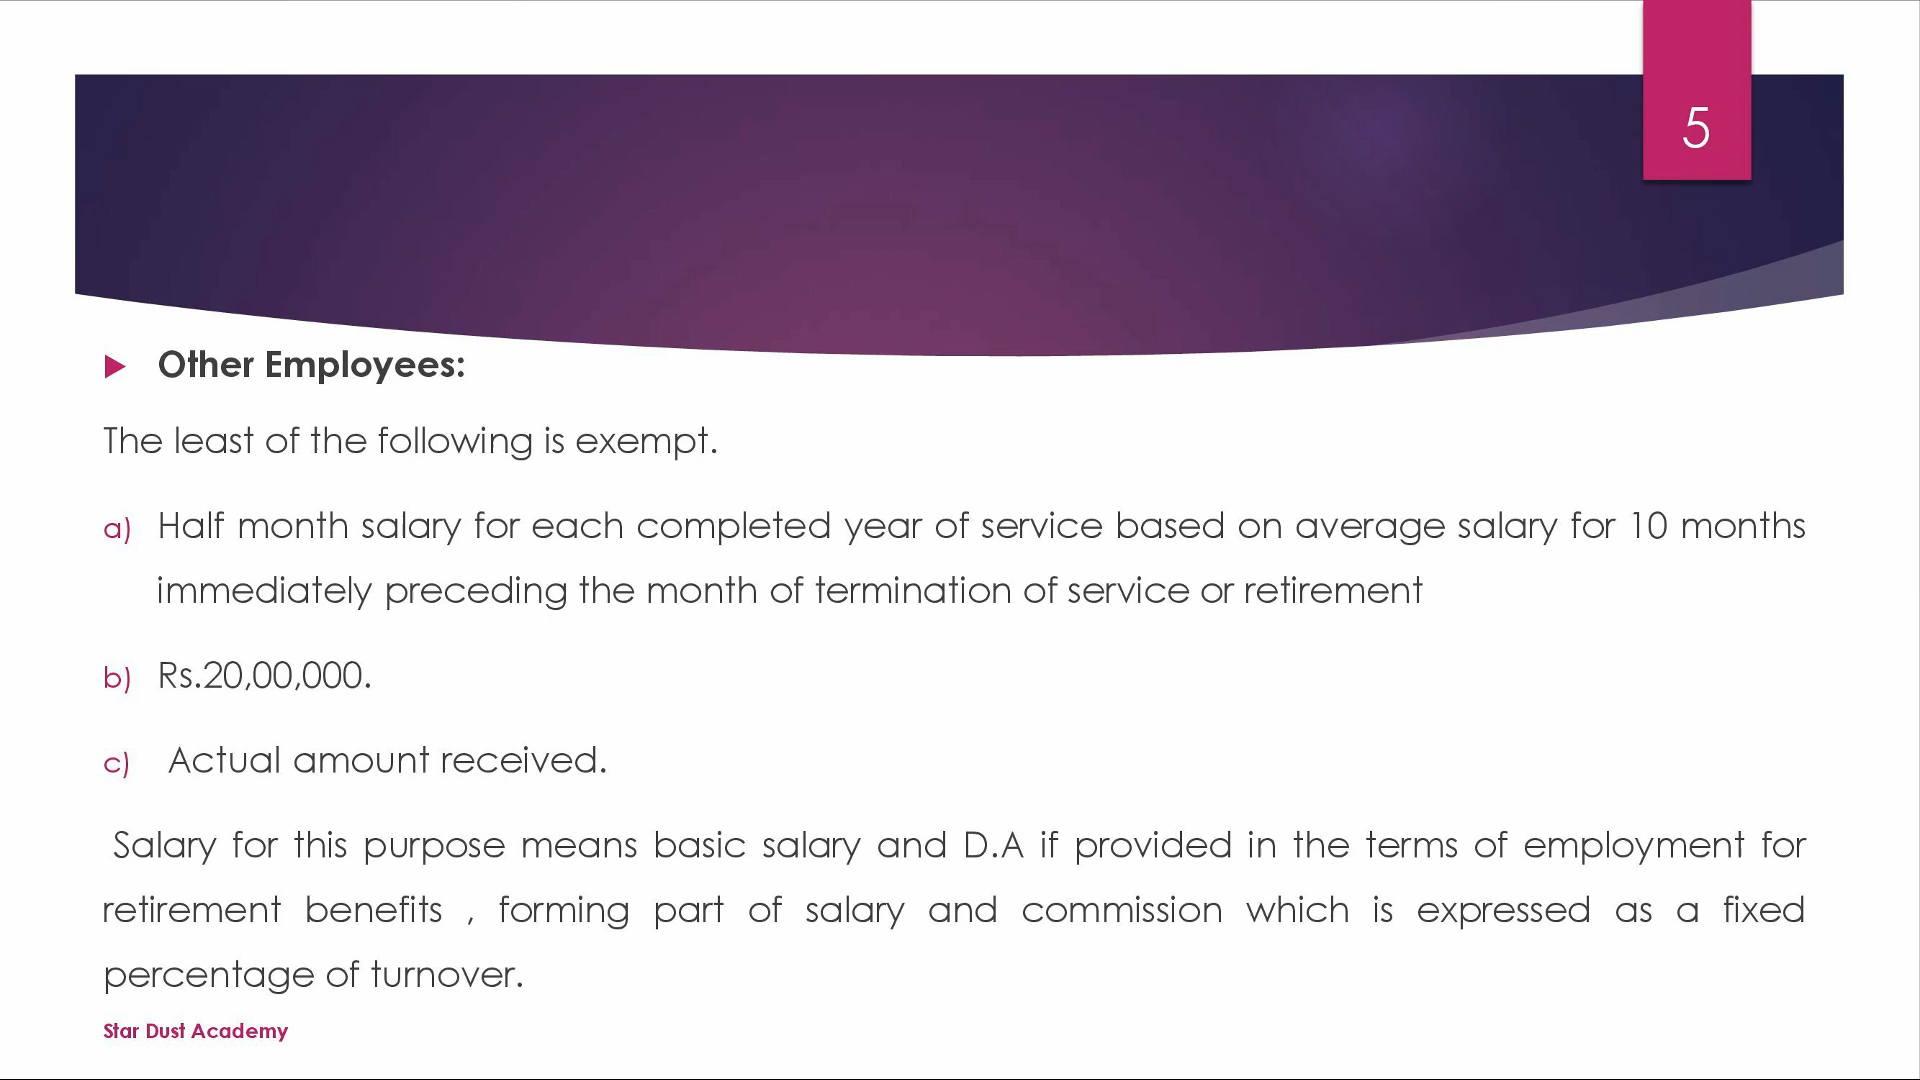 5
Other Employees:
The least of the following is exempt.
a) Half month salary for each completed year of service based on average salary for 10 months
immediately preceding the month of termination of service or retirement
b) Rs.20,00,000.
c) Actual amount received.
Salary for this purpose means basic salary and D.A if provided in the terms of employment for
retirement benefits , forming part of salary and commission which is expressed as a fixed
percentage of turnover.
Star Dust Academy